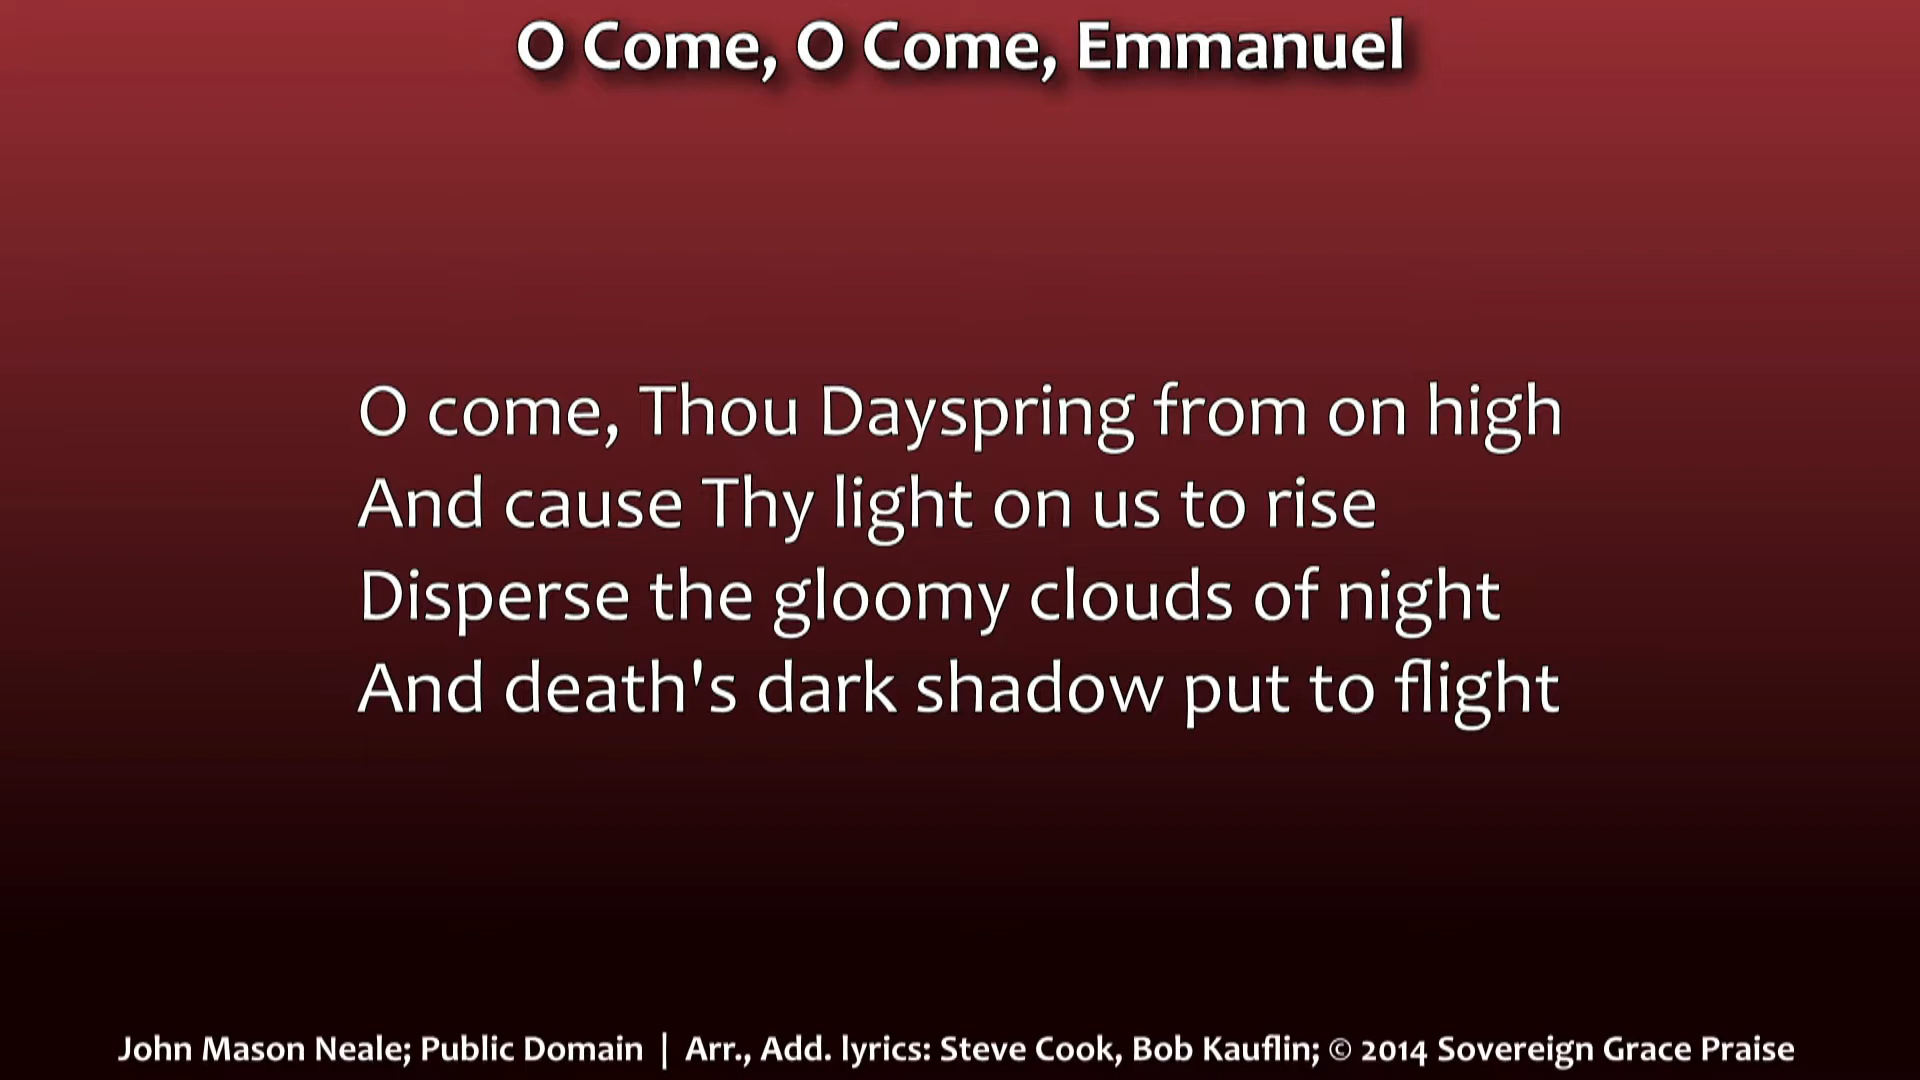 O Come, O Come, Emmanuel
O come, Thou Dayspring from on high
And cause Thy light on us to rise
Disperse the gloomy clouds of night
And death's dark shadow put to flight
John Mason Neale; Public Domain | Arr., Add. lyrics: Steve Cook, Bob Kauflin; © 2014 Sovereign Grace Praise